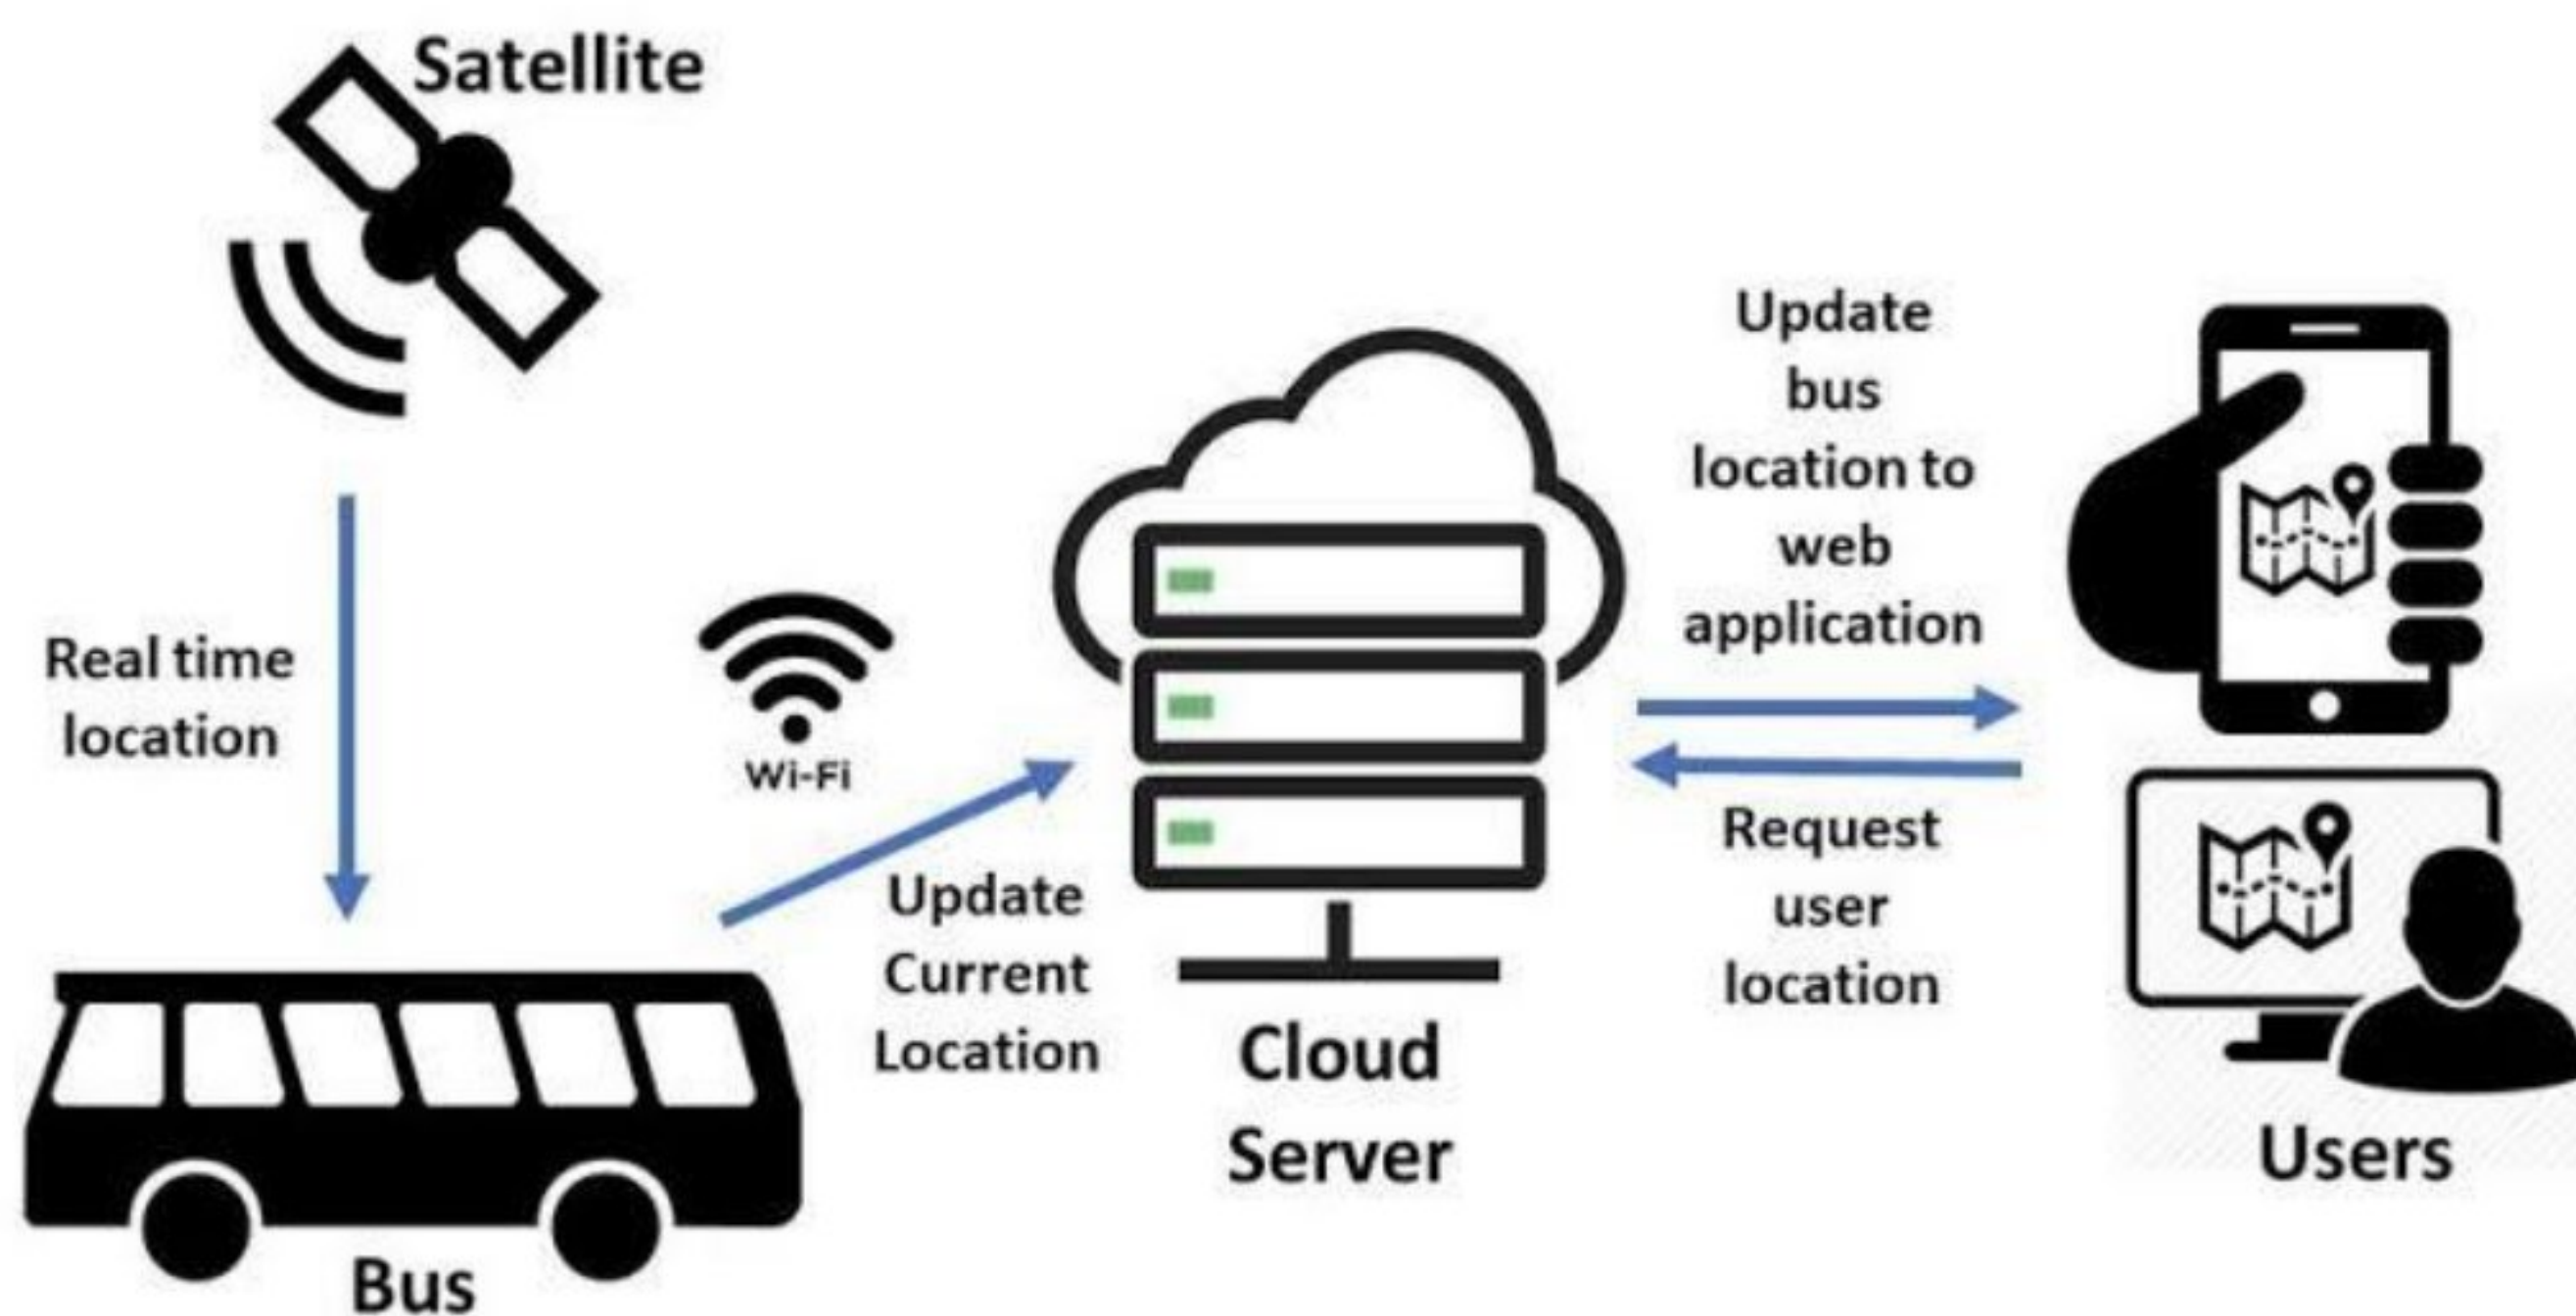 Satellite
Real time
location
Bus
Wi-Fi
Update
Current
Location
Cloud
Server
Update
bus
location to
web
application
Request
user
location
Users